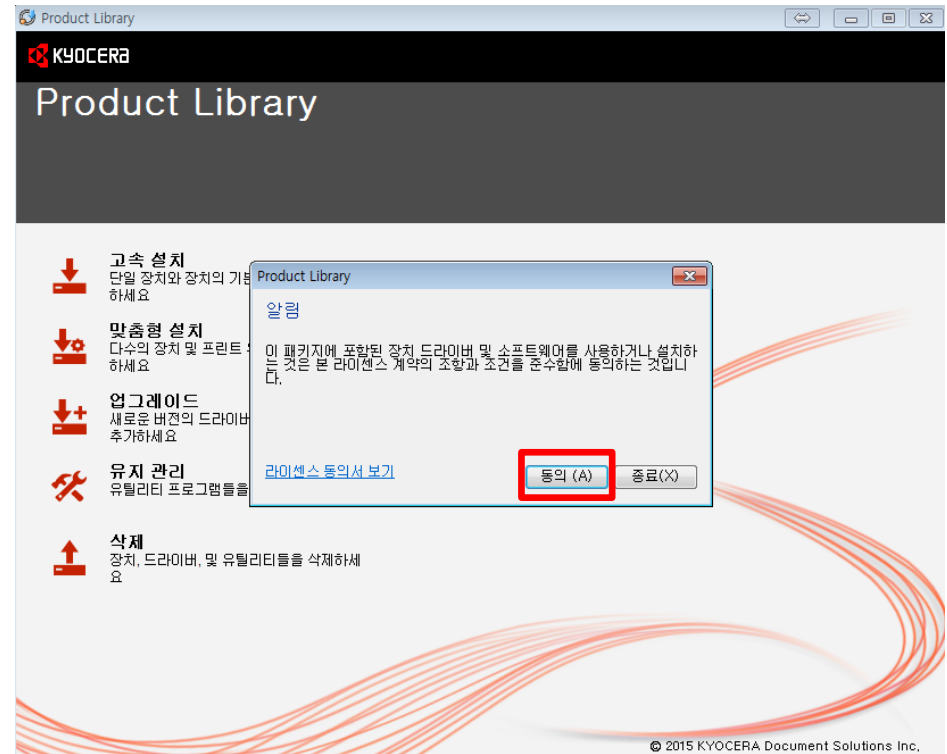 Product Library
KYOCERA
Product Library
고속 설치
단일 장치와 장치의 기본
하세요
맞춤형 설치
다수의 장치 및 프린트
하세요
업그레이드
새로운 버전의 드라이버
추가하세요
유지 관리
유틸리티 프로그램들을
삭제
장치, 드라이버, 및 유틸리티들을 삭제하세
요
Product Library
알림
이 패키지에 포함된 장치 드라이버 및 소프트웨어를 사용하거나 설치하
는 것은 본 라이센스 계약의 조항과 조건을 준수함에 동의하는 것입니
다.
라이센스 동의서 보기
동의 (A)
종료(X)
© 2015 KYOCERA Document Solutions Inc.